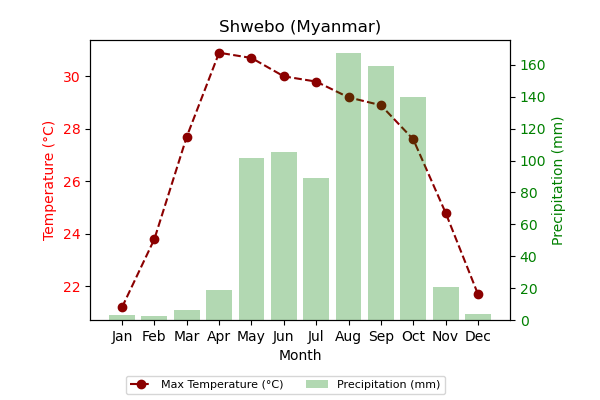 Shwebo (Myanmar)
Temperature (°C)
30
28
26
24
22
160
140
120
100
80
60
40
20
0
Precipitation (mm)
Jan Feb Mar Apr May Jun Jul Aug Sep Oct Nov Dec
Month
Max Temperature (°C) Precipitation (mm)